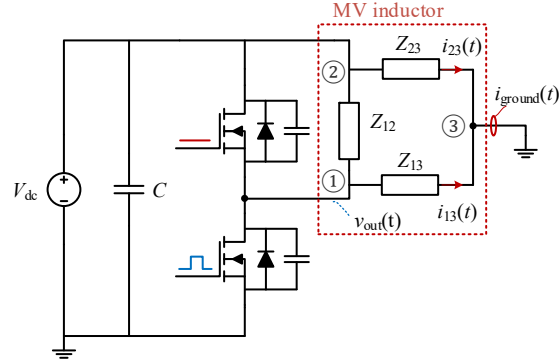 MV inductor
Z23
i23(t)
2
iground(t)
Z12
3
Z13
1
Vdc
C
i13(t)
vout(t)